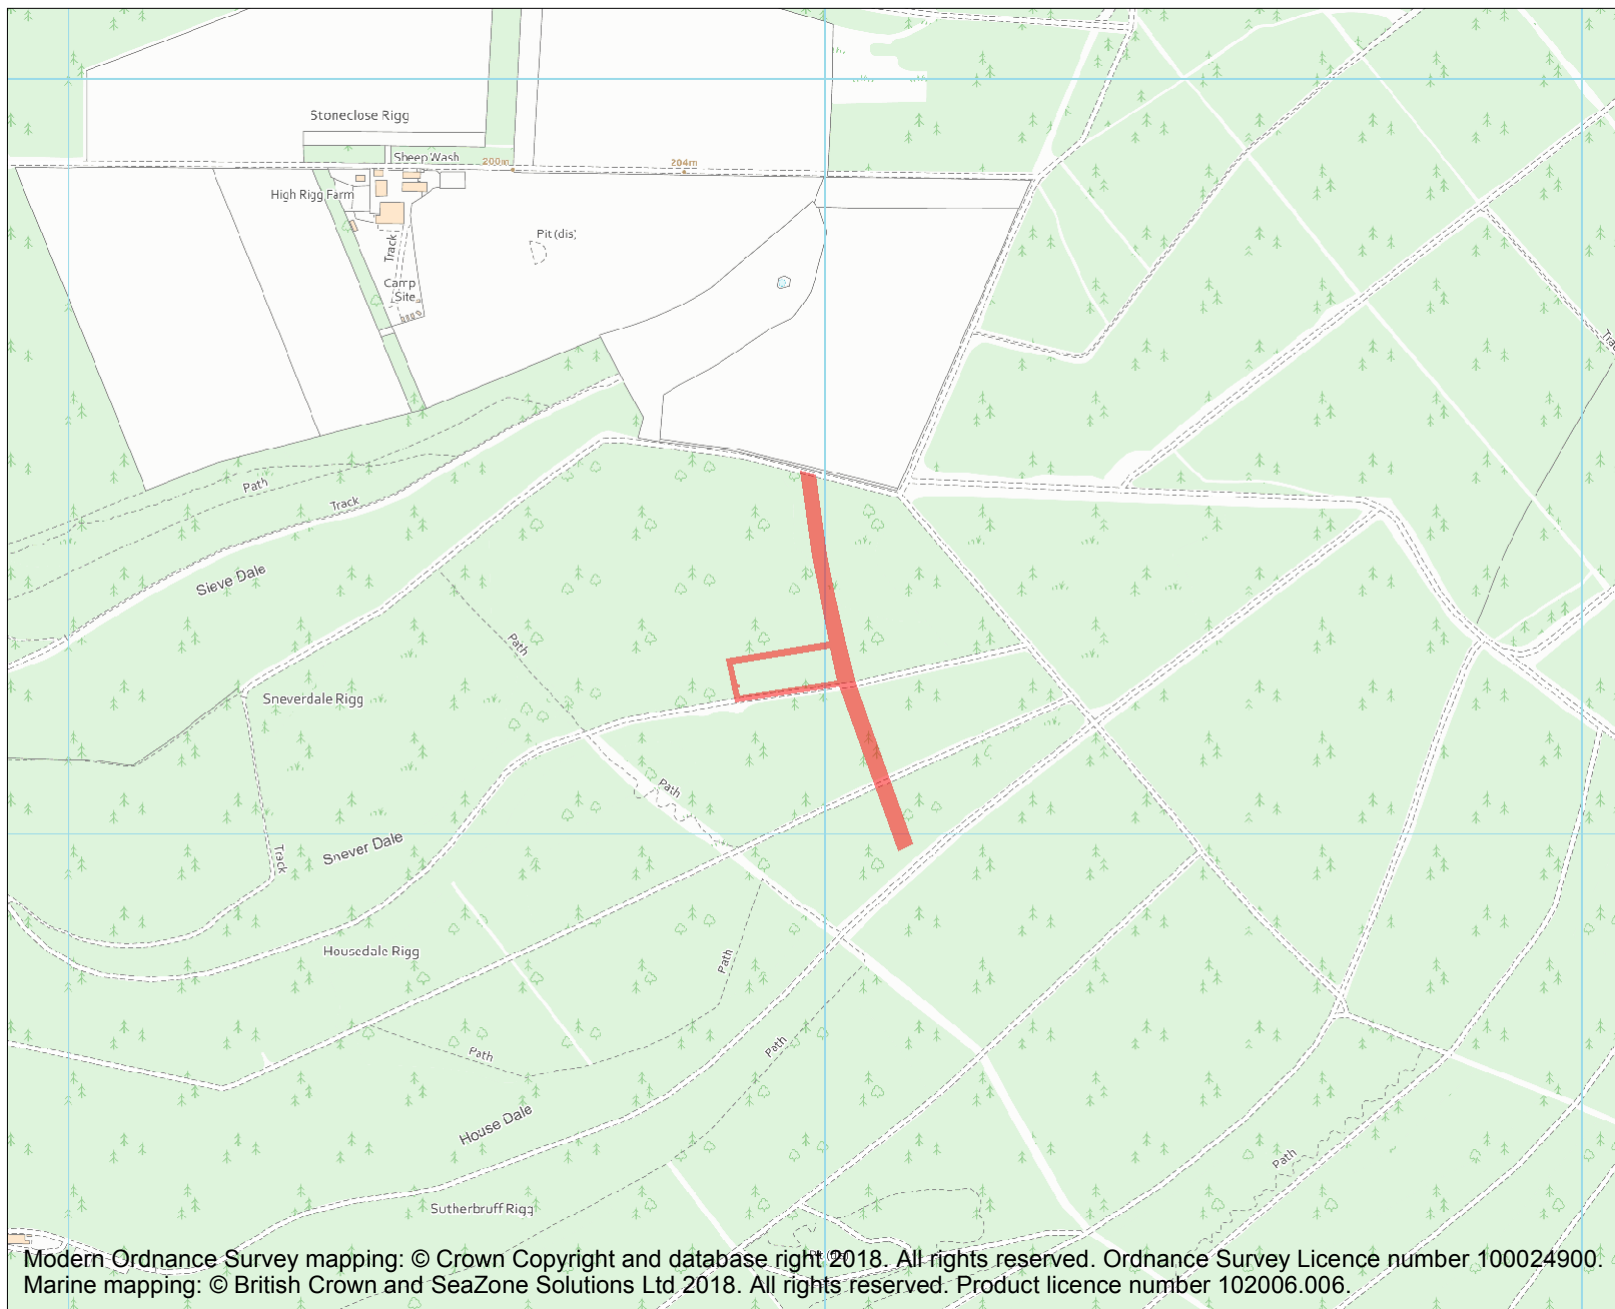 Stoneclose Rigg
Sheep Wash
200m
204m
High Rigg Farm
Pit (dis)
Track
Camp
Site
Track
Path
Track
Sieve Dale
Path
Sneverdale Rigg
Path
Snever Dale
Track
Housedale Rigg
Path
Path
Path
House Dale
Path
Sutherbruff Rigg
Pit (dis)
Modern Ordnance Survey mapping: © Crown Copyright and database right 2018. All rights reserved. Ordnance Survey Licence number 100024900.
Marine mapping: © British Crown and SeaZone Solutions Ltd 2018. All rights reserved. Product licence number 102006.006.